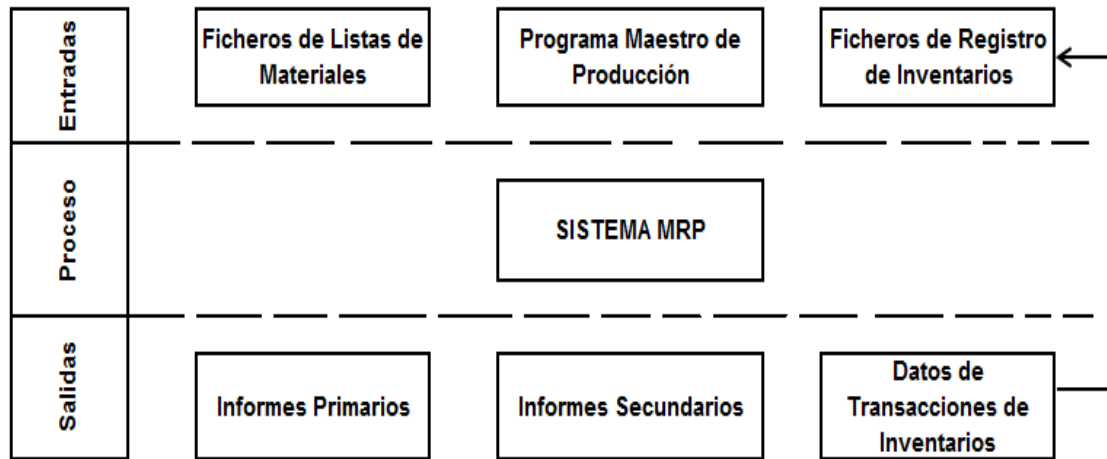 Entradas
Ficheros de Listas de
Materiales
Programa Maestro de
Producción
Ficheros de Registro
de Inventarios
Proceso
SISTEMA MRP
Salidas
Informes Primarios
Informes Secundarios
Datos de
Transacciones de
Inventarios